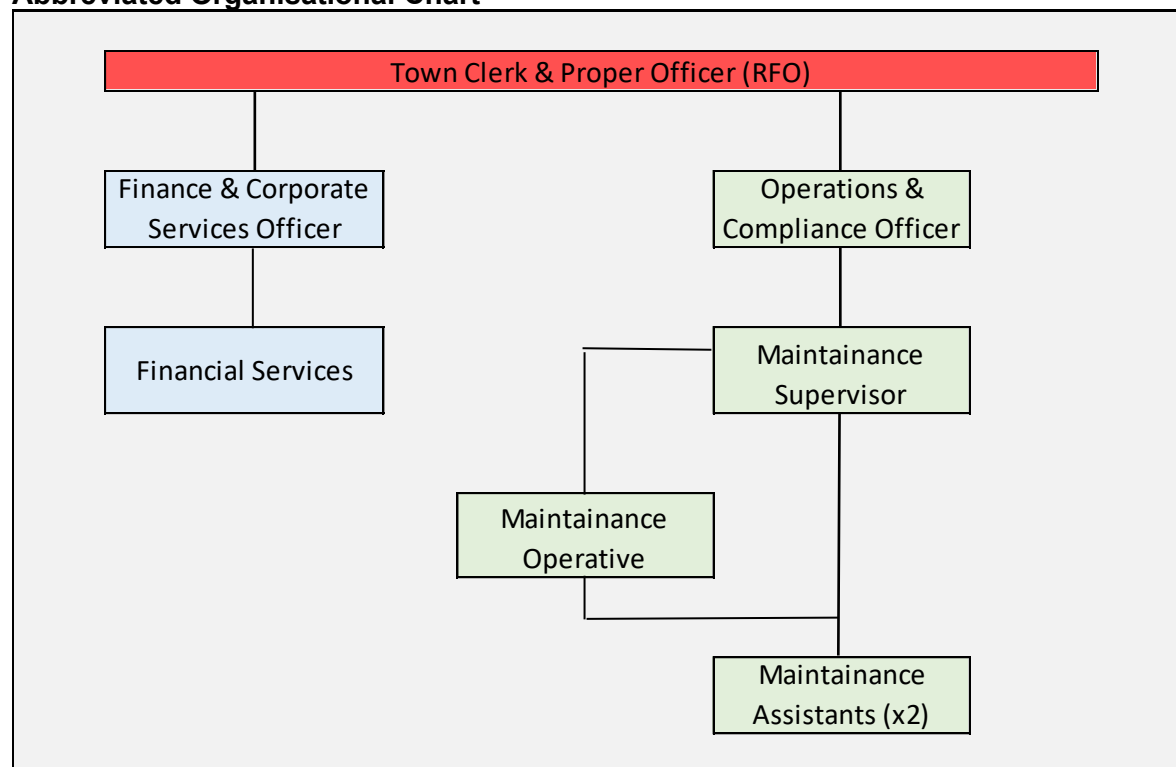 Abbreviated Organisational Chart
Town Clerk & Proper Officer (RFO)
Finance & Corporate
Services Officer
Operations &
Compliance Officer
Financial Services
Maintainance
Supervisor
Maintainance
Operative
Maintainance
Assistants (x2)